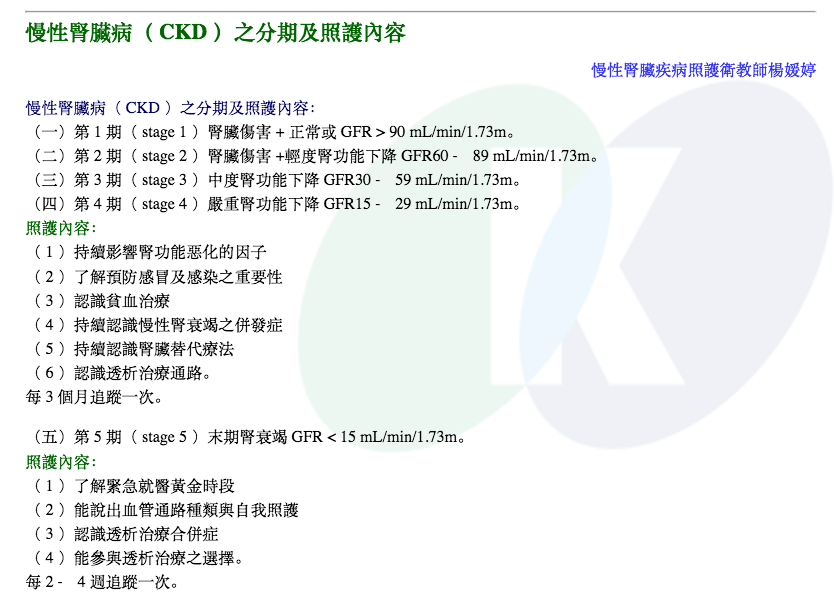 慢性腎臟病（CKD）之分期及照護內容
慢性腎臟疾病照護衛教師楊媛婷
慢性腎臟病（ CKD ）之分期及照護內容：
（一）第 1 期（ stage 1 ）腎臟傷害 + 正常或 GFR > 90 mL/min/1.73m。
（二）第 2 期（ stage 2 ）腎臟傷害 +輕度腎功能下降 GFR60 - 89 mL/min/1.73m。
（三）第 3 期（ stage 3 ）中度腎功能下降 GFR30 - 59 mL/min/1.73m。
（四）第 4 期（ stage 4 ）嚴重腎功能下降 GFR15 - 29 mL/min/1.73m。
照護內容：
（ 1 ）持續影響腎功能惡化的因子
（ 2 ）了解預防感冒及感染之重要性
（ 3 ）認識貧血治療
（ 4 ）持續認識慢性腎衰竭之併發症
（ 5 ）持續認識腎臟替代療法
（ 6 ）認識透析治療通路。
每 3 個月追蹤一次。
（五）第 5 期（ stage 5 ）末期腎衰竭 GFR < 15 mL/min/1.73m。
照護內容：
（ 1 ）了解緊急就醫黃金時段
（ 2 ）能說出血管通路種類與自我照護
（ 3 ）認識透析治療合併症
（ 4 ）能參與透析治療之選擇。
每 2 - 4 週追蹤一次。